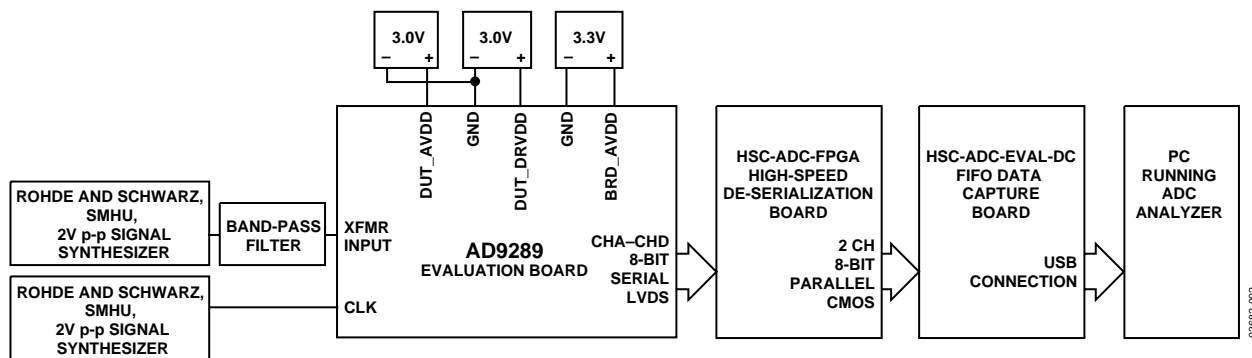 3.0V
– +
3.0V
– +
3.3V
– +
DUT_AVDD
GND
DUT_DRVDD
GND
BRD_AVDD
ROHDE AND SCHWARZ,
SMHU,
2V p-p SIGNAL
SYNTHESIZER
BAND-PASS
FILTER
XFMR
INPUT
AD9289
EVALUATION BOARD
CHA–CHD
8-BIT
SERIAL
LVDS
ROHDE AND SCHWARZ,
SMHU,
2V p-p SIGNAL
SYNTHESIZER
CLK
HSC-ADC-FPGA
HIGH-SPEED
DE-SERIALIZATION
BOARD
2 CH
8-BIT
PARALLEL
CMOS
HSC-ADC-EVAL-DC
FIFO DATA
CAPTURE
BOARD
USB
CONNECTION
PC
RUNNING
ADC
ANALYZER